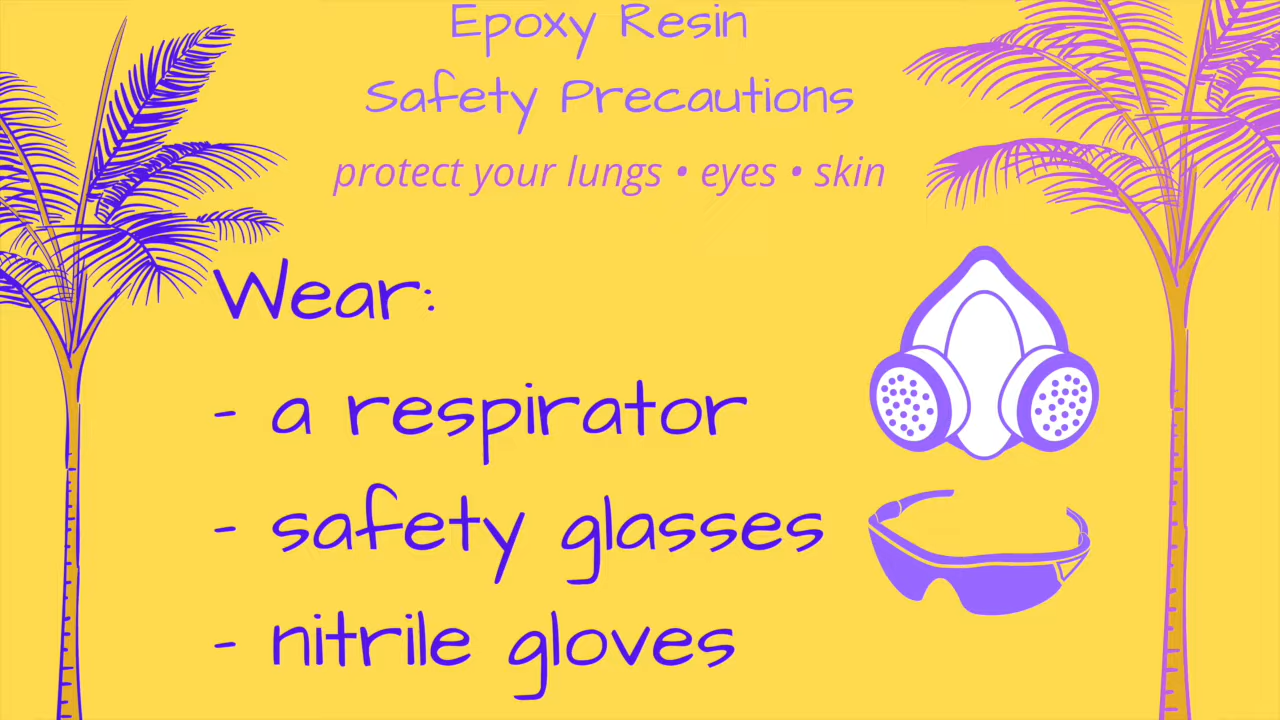 Epoxy Resin
Safety Precautions
protect your lungs • eyes • skin
Wear:
- a respirator
- safety glasses
- nitrile gloves